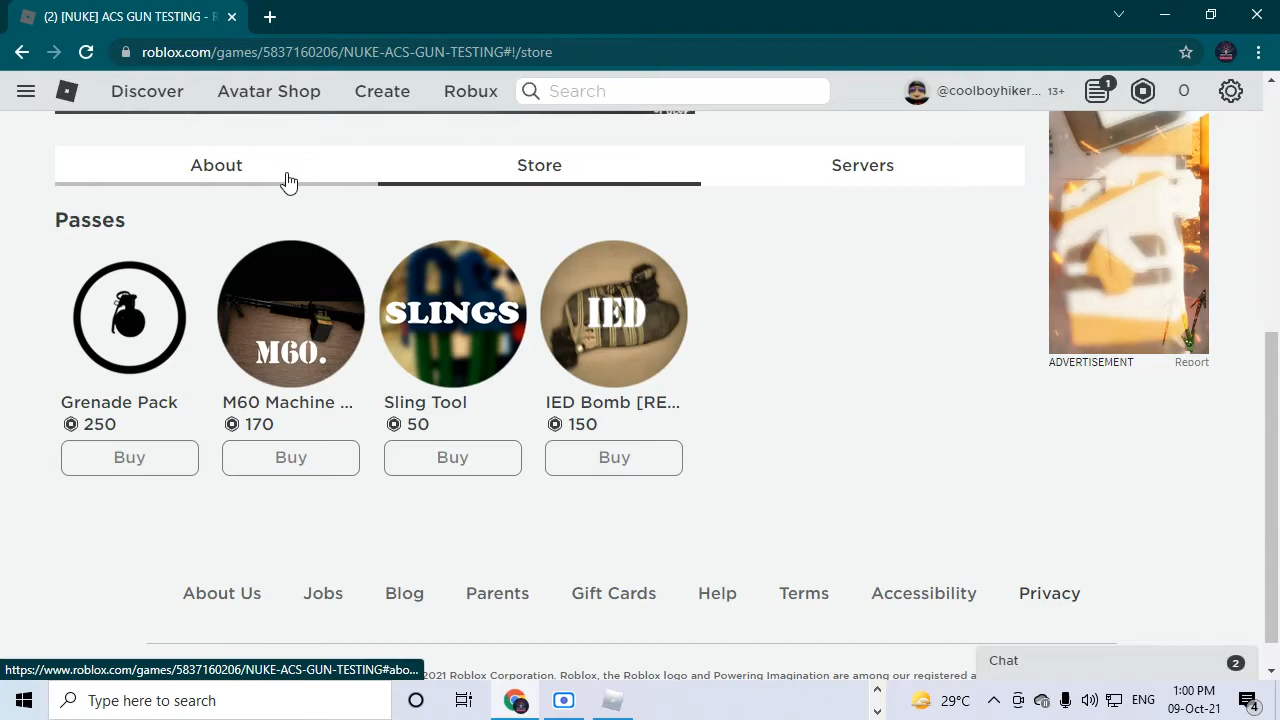 (2) [NUKE] ACS GUN TESTING - R
roblox.com/games/5837160206/NUKE-ACS-GUN-TESTING#!/store
Discover Avatar Shop Create Robux Search @coolboyhiker... 13+ 1 0
About Store Servers
Passes
SLINGS IED
M60.
ADVERTISEMENT Report
Grenade Pack M60 Machine ... Sling Tool IED Bomb [RE...
250 170 50 150
Buy Buy Buy Buy
About Us Jobs Blog Parents Gift Cards Help Terms Accessibility Privacy
Chat 2
https://www.roblox.com/games/5837160206/NUKE-ACS-GUN-TESTING#abo...
2021 Roblox Corporation. Roblox, the Roblox logo and Powering Imagination are among our registered a
Type here to search 29°C ENG 1:00 PM
09-Oct-21 4